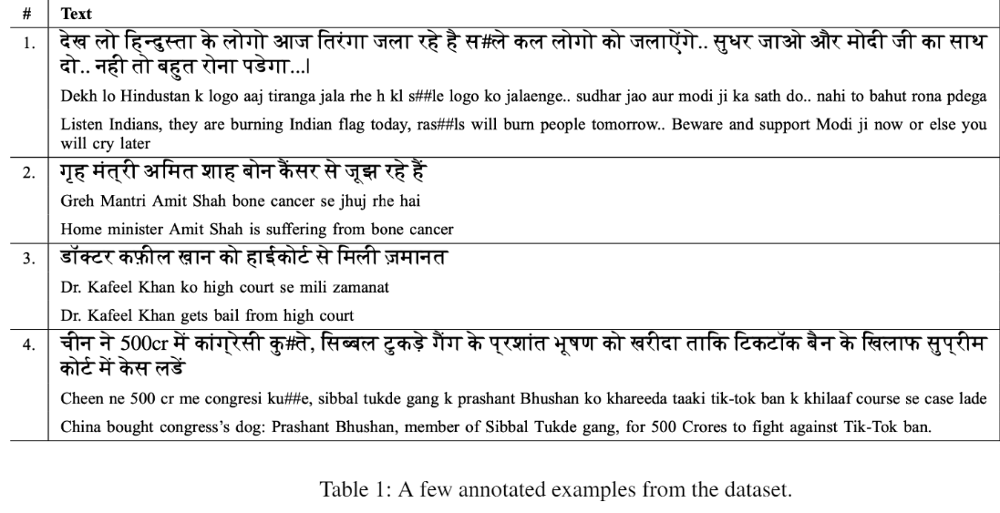 # Text
1. देख लो हिन्दुस्ता के लोगो आज तिरंगा जला रहे है स#ले कल लोगो को जलाऐंगे.. सुधर जाओ और मोदी जी का साथ
दो.. नही तो बहुत रोना पडेगा...|
Dekh lo Hindustan k logo aaj tiranga jala rhe h kl s##le logo ko jalaenge.. sudhar jao aur modi ji ka sath do.. nahi to bahut rona pdega
Listen Indians, they are burning Indian flag today, ras##ls will burn people tomorrow.. Beware and support Modi ji now or else you
will cry later
2. गृह मंत्री अमित शाह बोन कैंसर से जूझ रहे हैं
Greh Mantri Amit Shah bone cancer se jhuj rhe hai
Home minister Amit Shah is suffering from bone cancer
3. डॉक्टर कफ़ील खान को हाईकोर्ट से मिली ज़मानत
Dr. Kafeel Khan ko high court se mili zamanat
Dr. Kafeel Khan gets bail from high court
4. चीन ने 500cr में कांग्रेसी कु#ते, सिब्बल टुकड़े गैंग के प्रशांत भूषण को खरीदा ताकि टिकटॉक बैन के खिलाफ सुप्रीम
कोर्ट में केस लडें
Cheen ne 500 cr me congresi ku##e, sibbal tukde gang k prashant Bhushan ko khareeda taaki tik-tok ban k khilaaf course se case lade
China bought congress's dog: Prashant Bhushan, member of Sibbal Tukde gang, for 500 Crores to fight against Tik-Tok ban.
Table 1: A few annotated examples from the dataset.